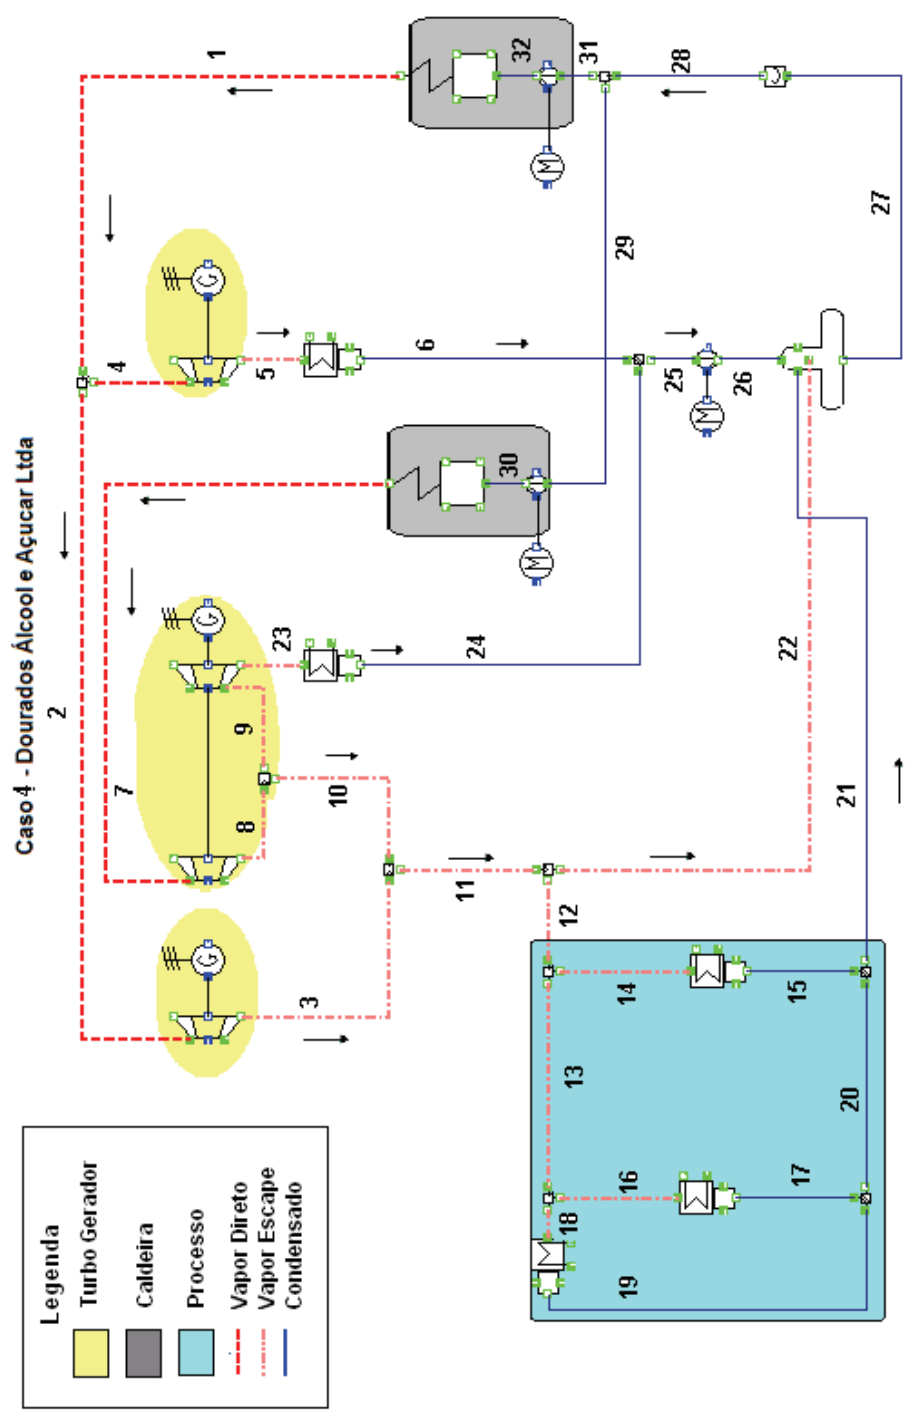 Caso 4 - Dourados Álcool e Açucar Ltda
Legenda
Turbo Gerador
Caldeira
Processo
Vapor Direto
Vapor Escape
Condensado
1
2
3
4
5
6
7
8
9
10
11
12
13
14
15
16
17
18
19
20
21
22
23
24
25
26
27
28
29
30
31
32
G
G
G
M
M
M